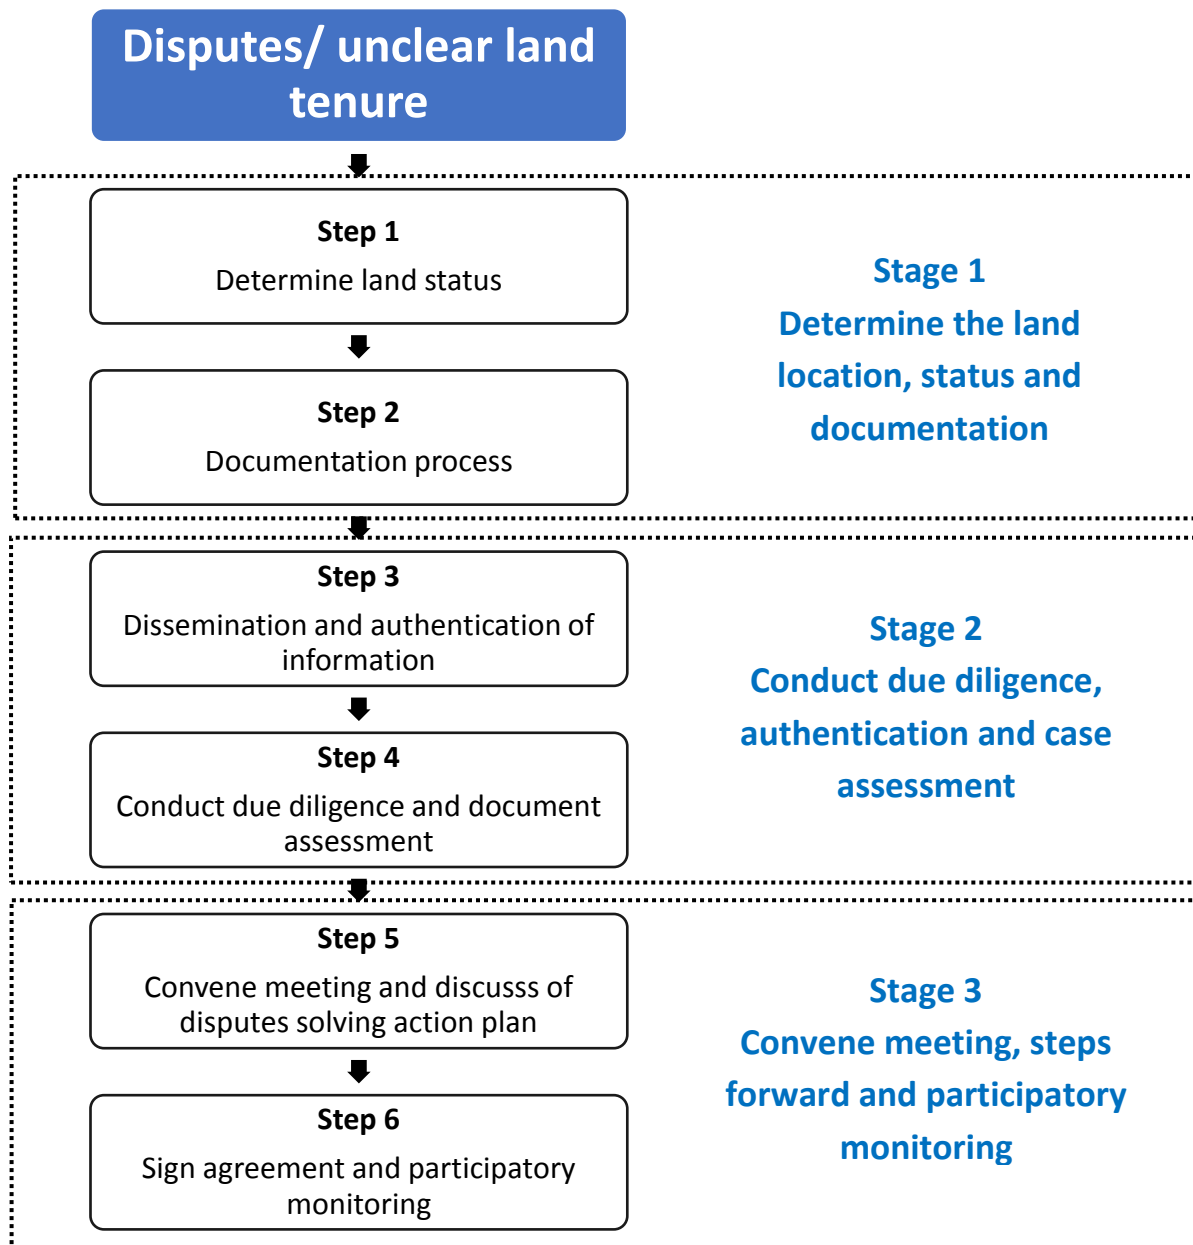 Disputes/ unclear land
tenure
Step 1
Determine land status
Step 2
Documentation process
Stage 1
Determine the land
location, status and
documentation
Step 3
Dissemination and authentication of
information
Step 4
Conduct due diligence and document
assessment
Stage 2
Conduct due diligence,
authentication and case
assessment
Step 5
Convene meeting and discusss of
disputes solving action plan
Step 6
Sign agreement and participatory
monitoring
Stage 3
Convene meeting, steps
forward and participatory
monitoring